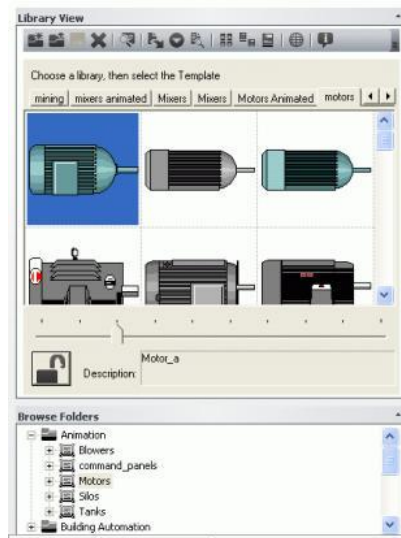 Library View
Choose a library, then select the Template
mining mixers animated Mixers Mixers Motors Animated motors
Description: Motor_a
Browse Folders
Animation
Blowers
command_panels
Motors
Silos
Tanks
Building Automation